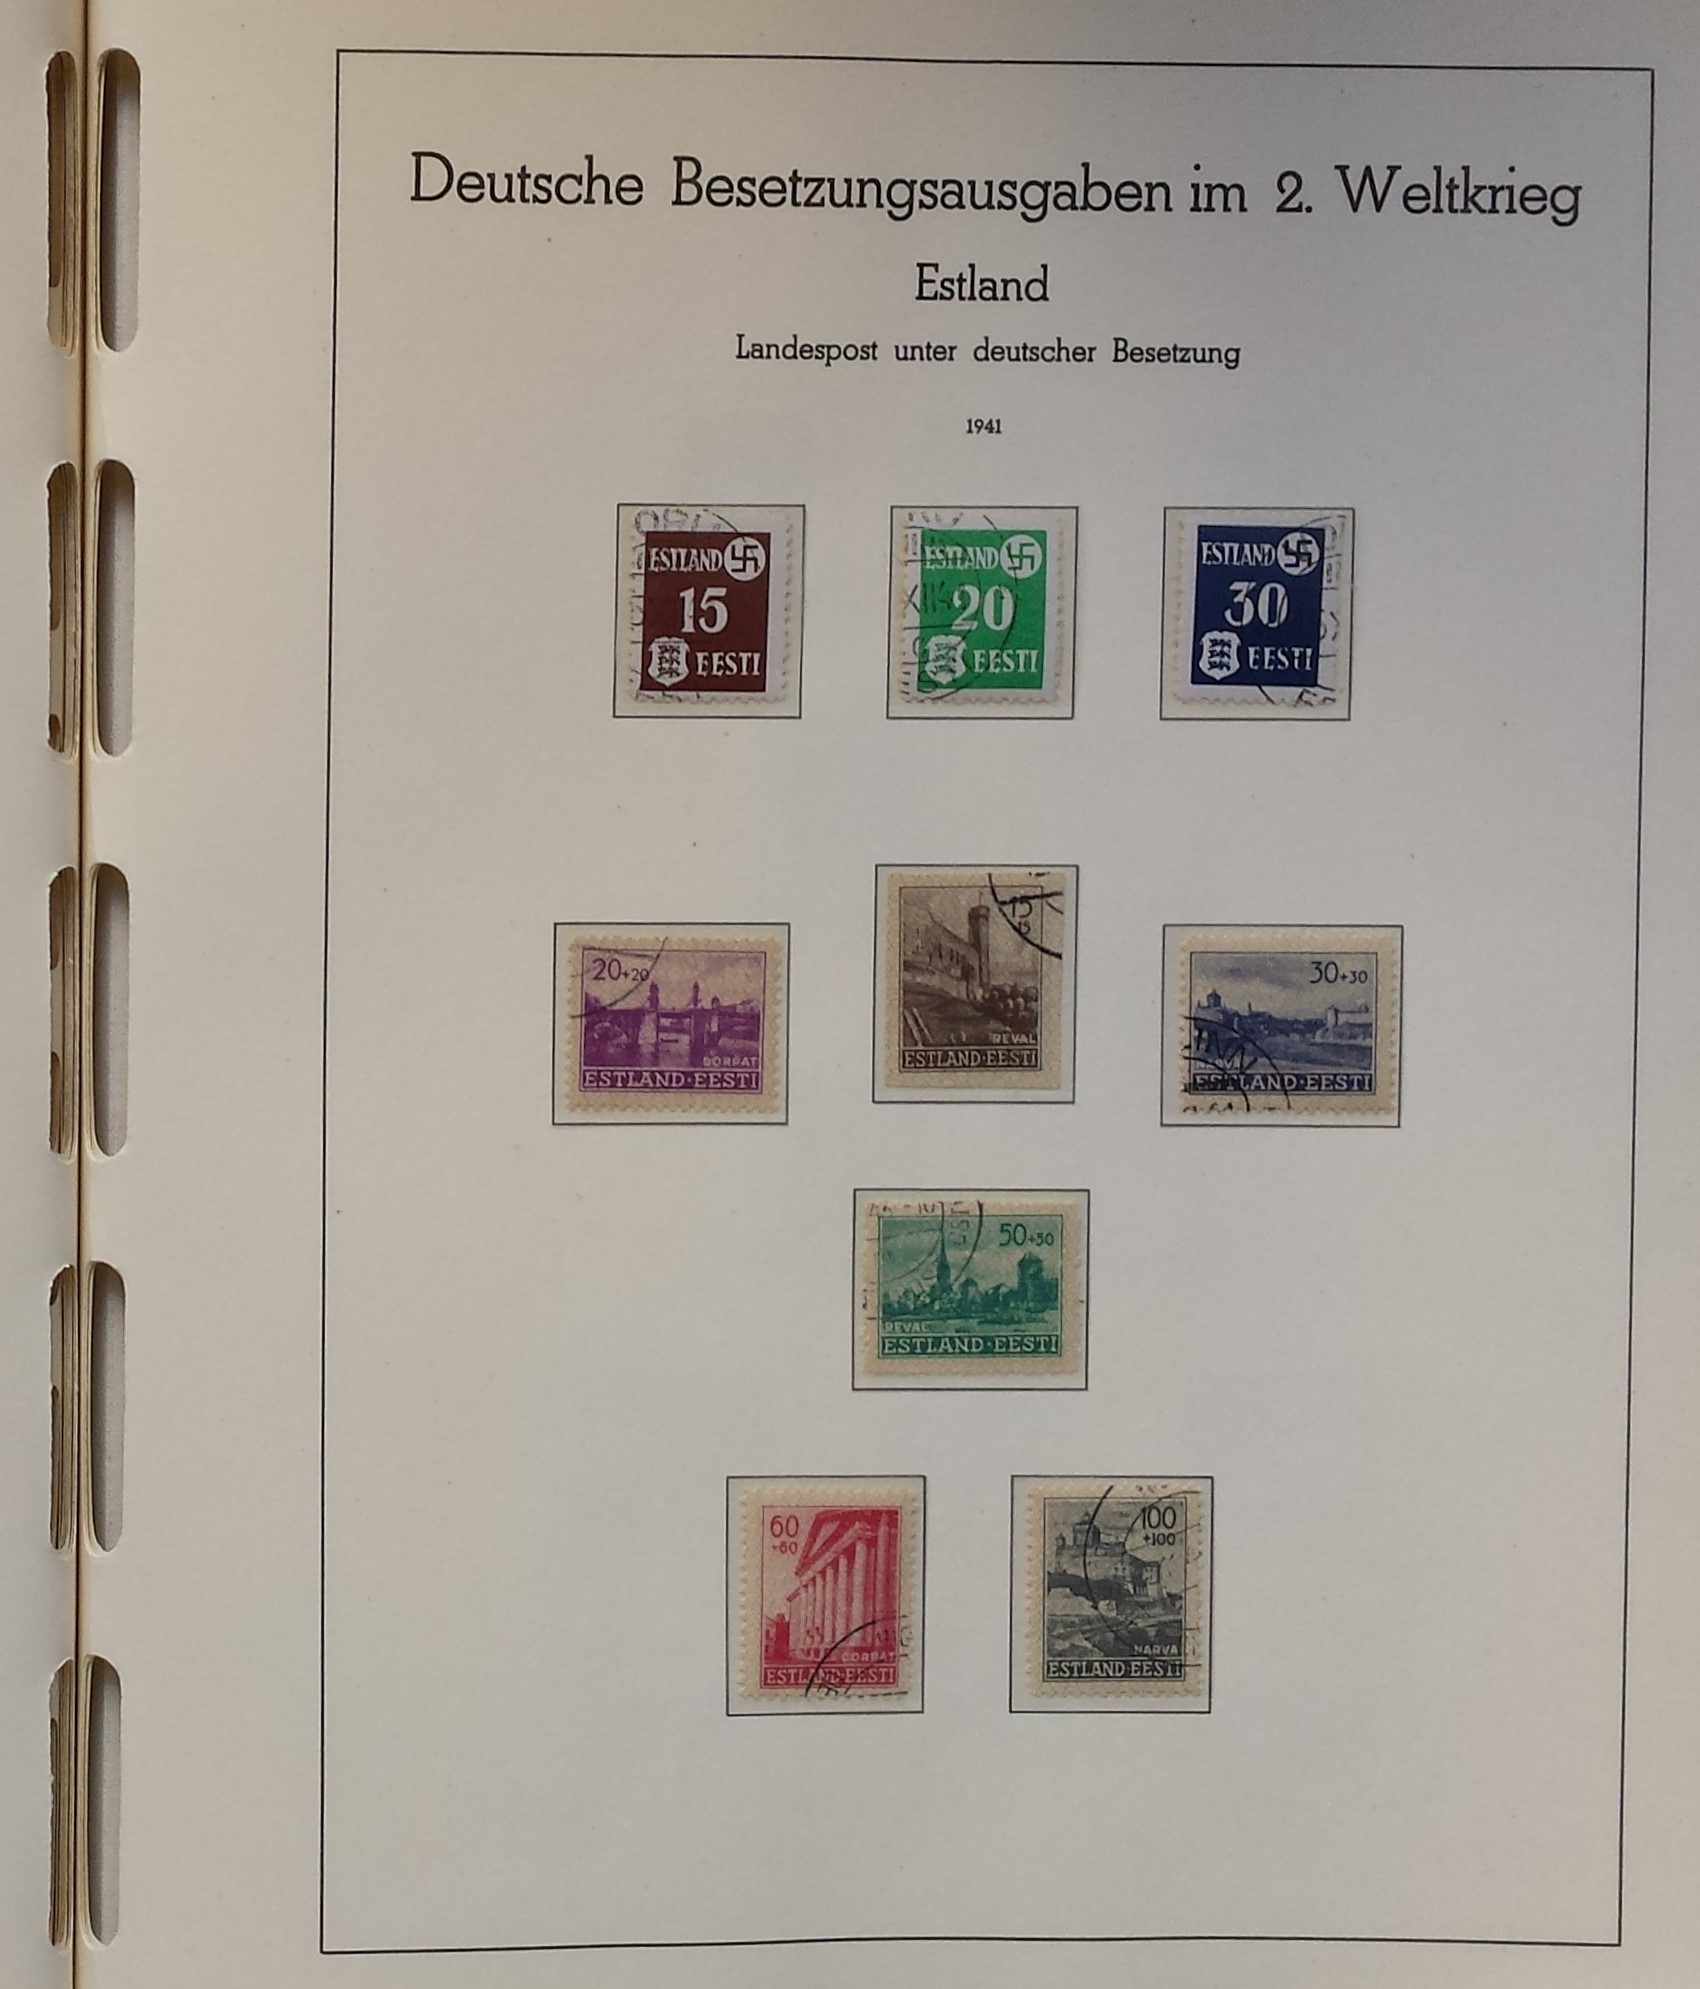 Deutsche Besetzungsausgaben im 2. Weltkrieg
Estland
Landespost unter deutscher Besetzung
1941
ESTLAND
15
EESTI
ESTLAND
20
EESTI
ESTLAND
30
EESTI
20+20
DORPAT
ESTLAND·EESTI
15
15
REVAL
ESTLAND·EESTI
30+30
NARVA
ESTLAND·EESTI
50+50
REVAL
ESTLAND·EESTI
60
+60
DORPAT
ESTLAND·EESTI
100
+100
NARVA
ESTLAND·EESTI